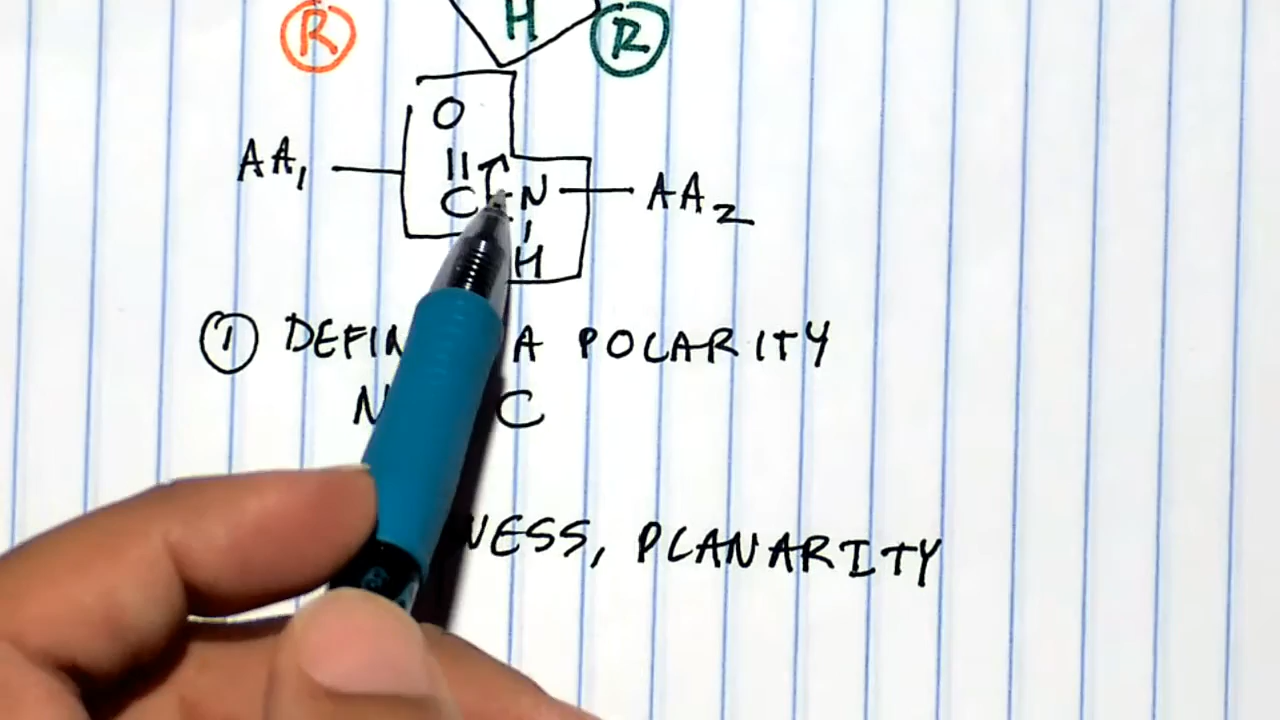 R H R
O
||
AA1 C N AA2
H
① DEFIN A POLARITY
N C
NESS, PLANARITY